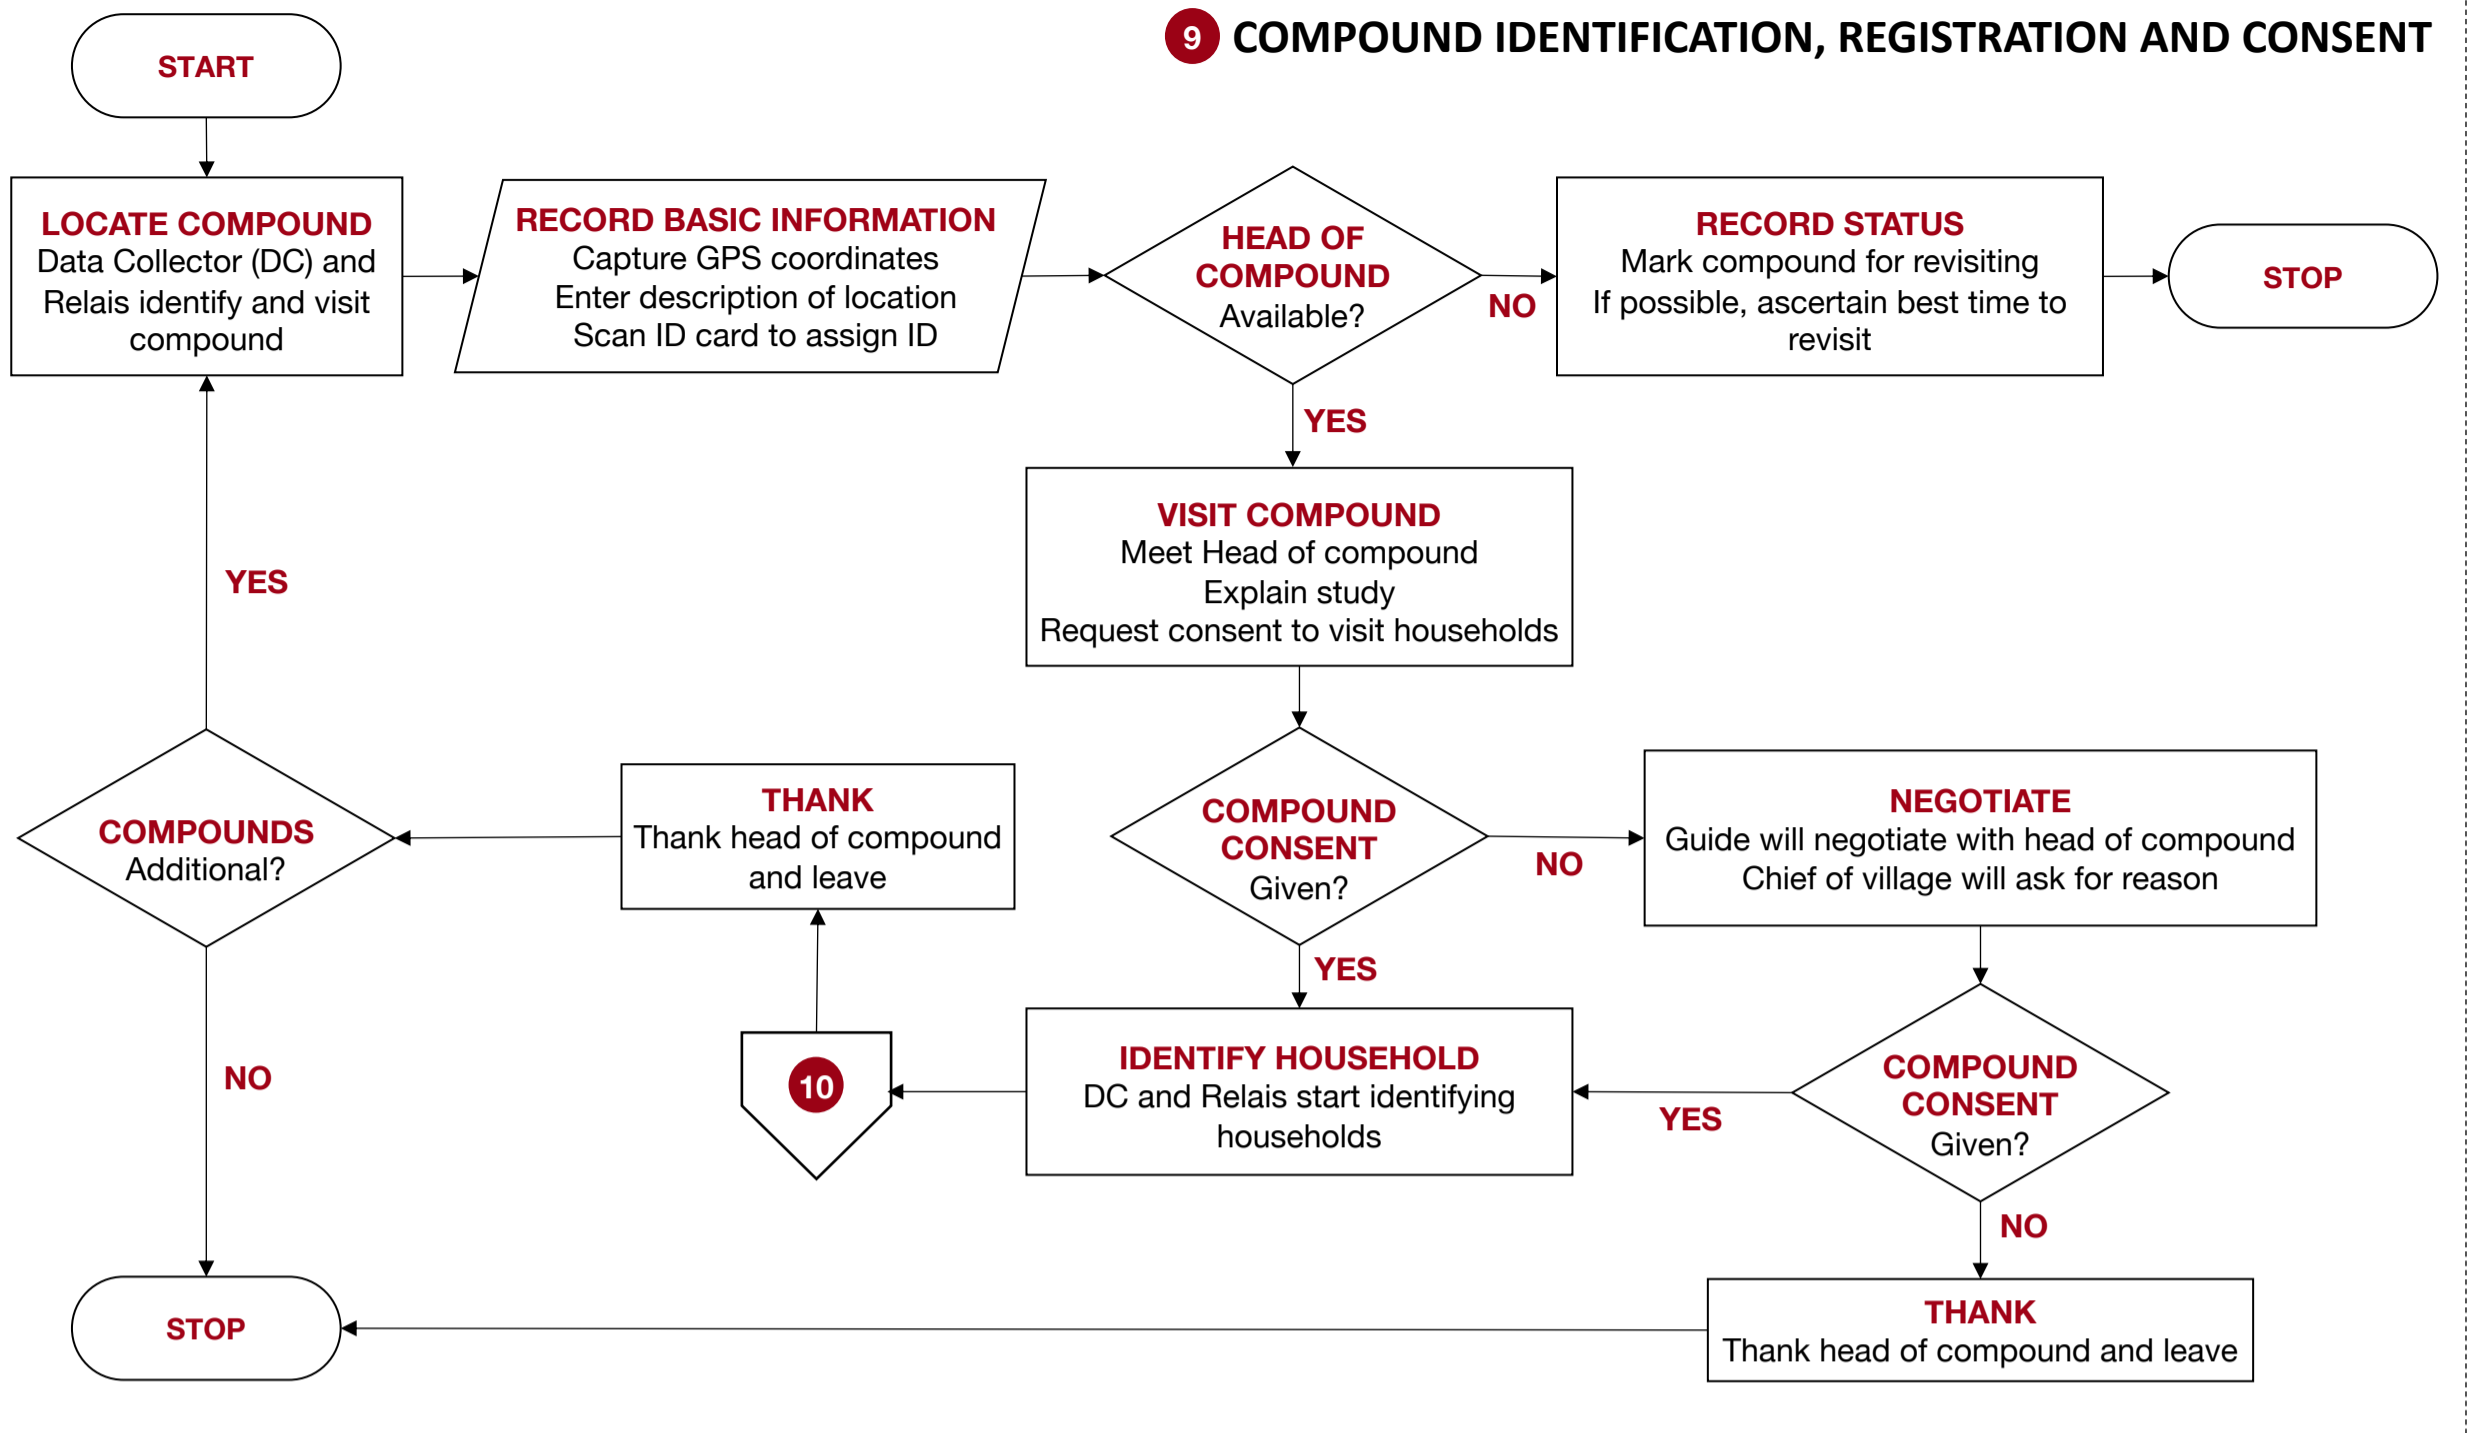 9 COMPOUND IDENTIFICATION, REGISTRATION AND CONSENT
START
LOCATE COMPOUND
Data Collector (DC) and
Relais identify and visit
compound
RECORD BASIC INFORMATION
Capture GPS coordinates
Enter description of location
Scan ID card to assign ID
HEAD OF
COMPOUND
Available?
NO
RECORD STATUS
Mark compound for revisiting
If possible, ascertain best time to
revisit
STOP
YES
VISIT COMPOUND
Meet Head of compound
Explain study
Request consent to visit households
YES
COMPOUNDS
Additional?
THANK
Thank head of compound
and leave
COMPOUND
CONSENT
Given?
NO
NEGOTIATE
Guide will negotiate with head of compound
Chief of village will ask for reason
YES
NO
10
IDENTIFY HOUSEHOLD
DC and Relais start identifying
households
YES
COMPOUND
CONSENT
Given?
NO
STOP
THANK
Thank head of compound and leave